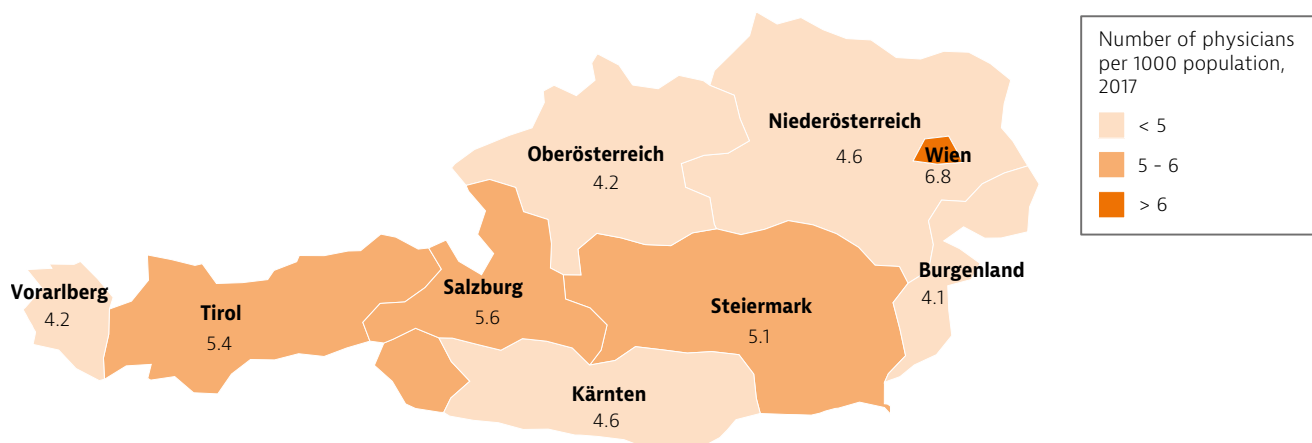 Number of physicians
per 1000 population,
2017
< 5
5 - 6
> 6
Niederösterreich
4.6
Wien
6.8
Oberösterreich
4.2
Burgenland
4.1
Vorarlberg
4.2
Tirol
5.4
Salzburg
5.6
Steiermark
5.1
Kärnten
4.6